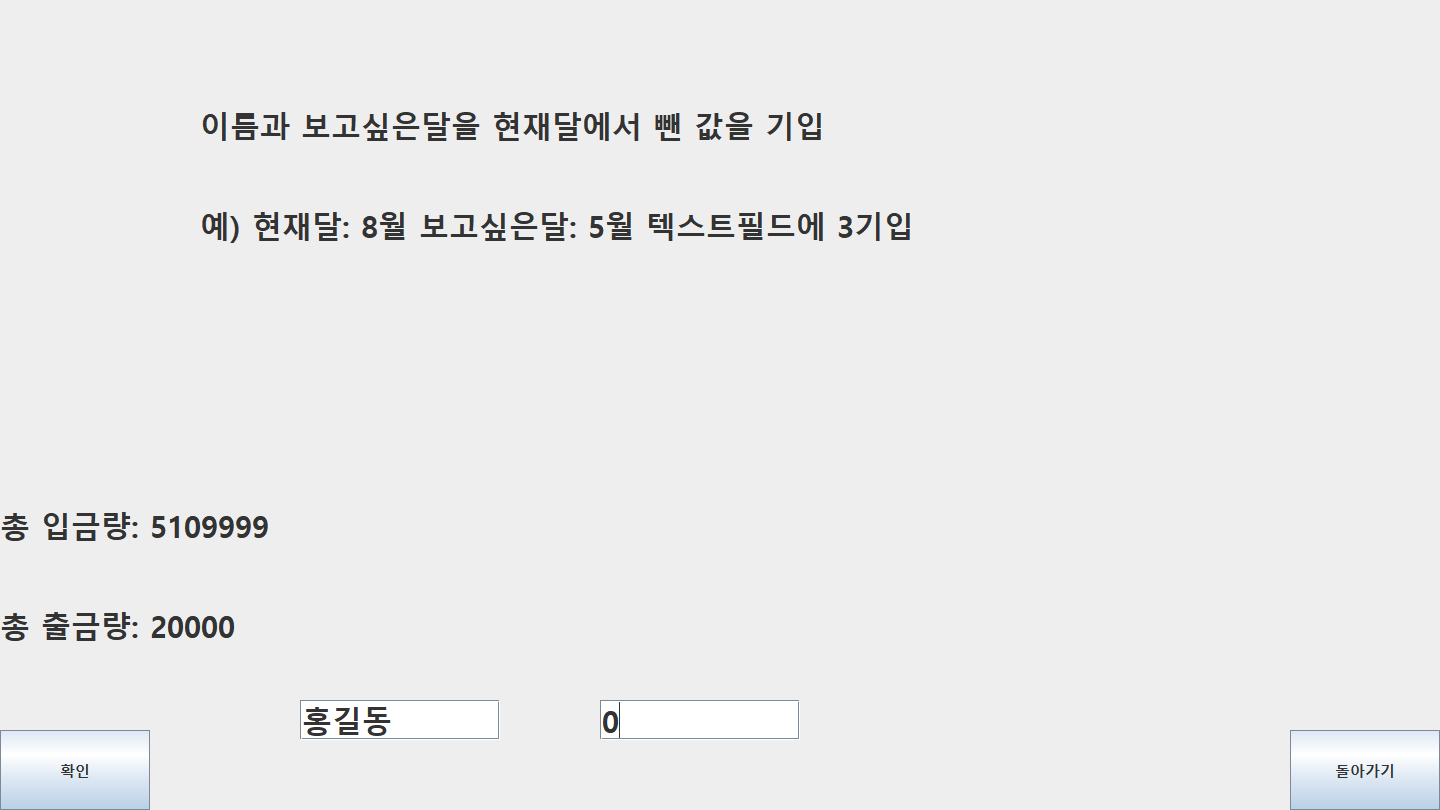 이틈과 보고싶은달을 현재달에서 뺀 값을 기입
예) 현재달: 8월 보고싶은달: 5월 텍스트필드에 3기입
총 입금량: 5109999
총 출금량: 20000
홍길동 0
확인 돌아가기